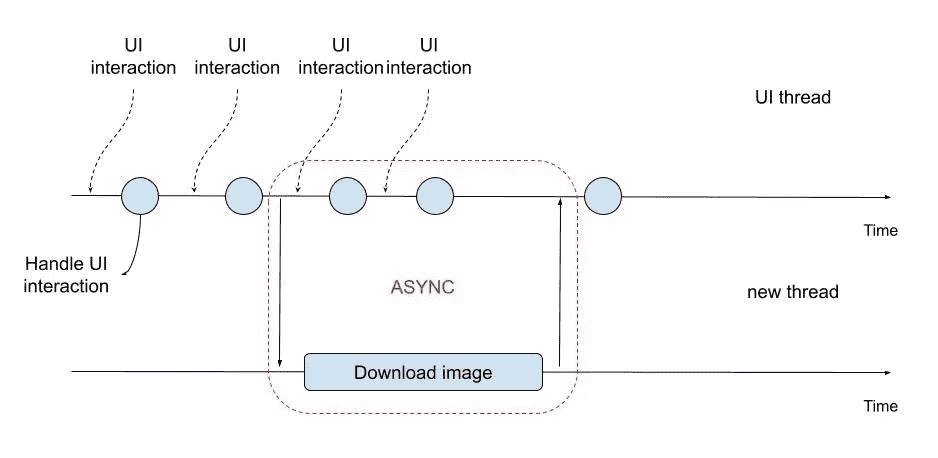 UI
interaction
UI
interaction
UI
interaction
UI
interaction
UI thread
Time
Handle UI
interaction
ASYNC
new thread
Download image
Time